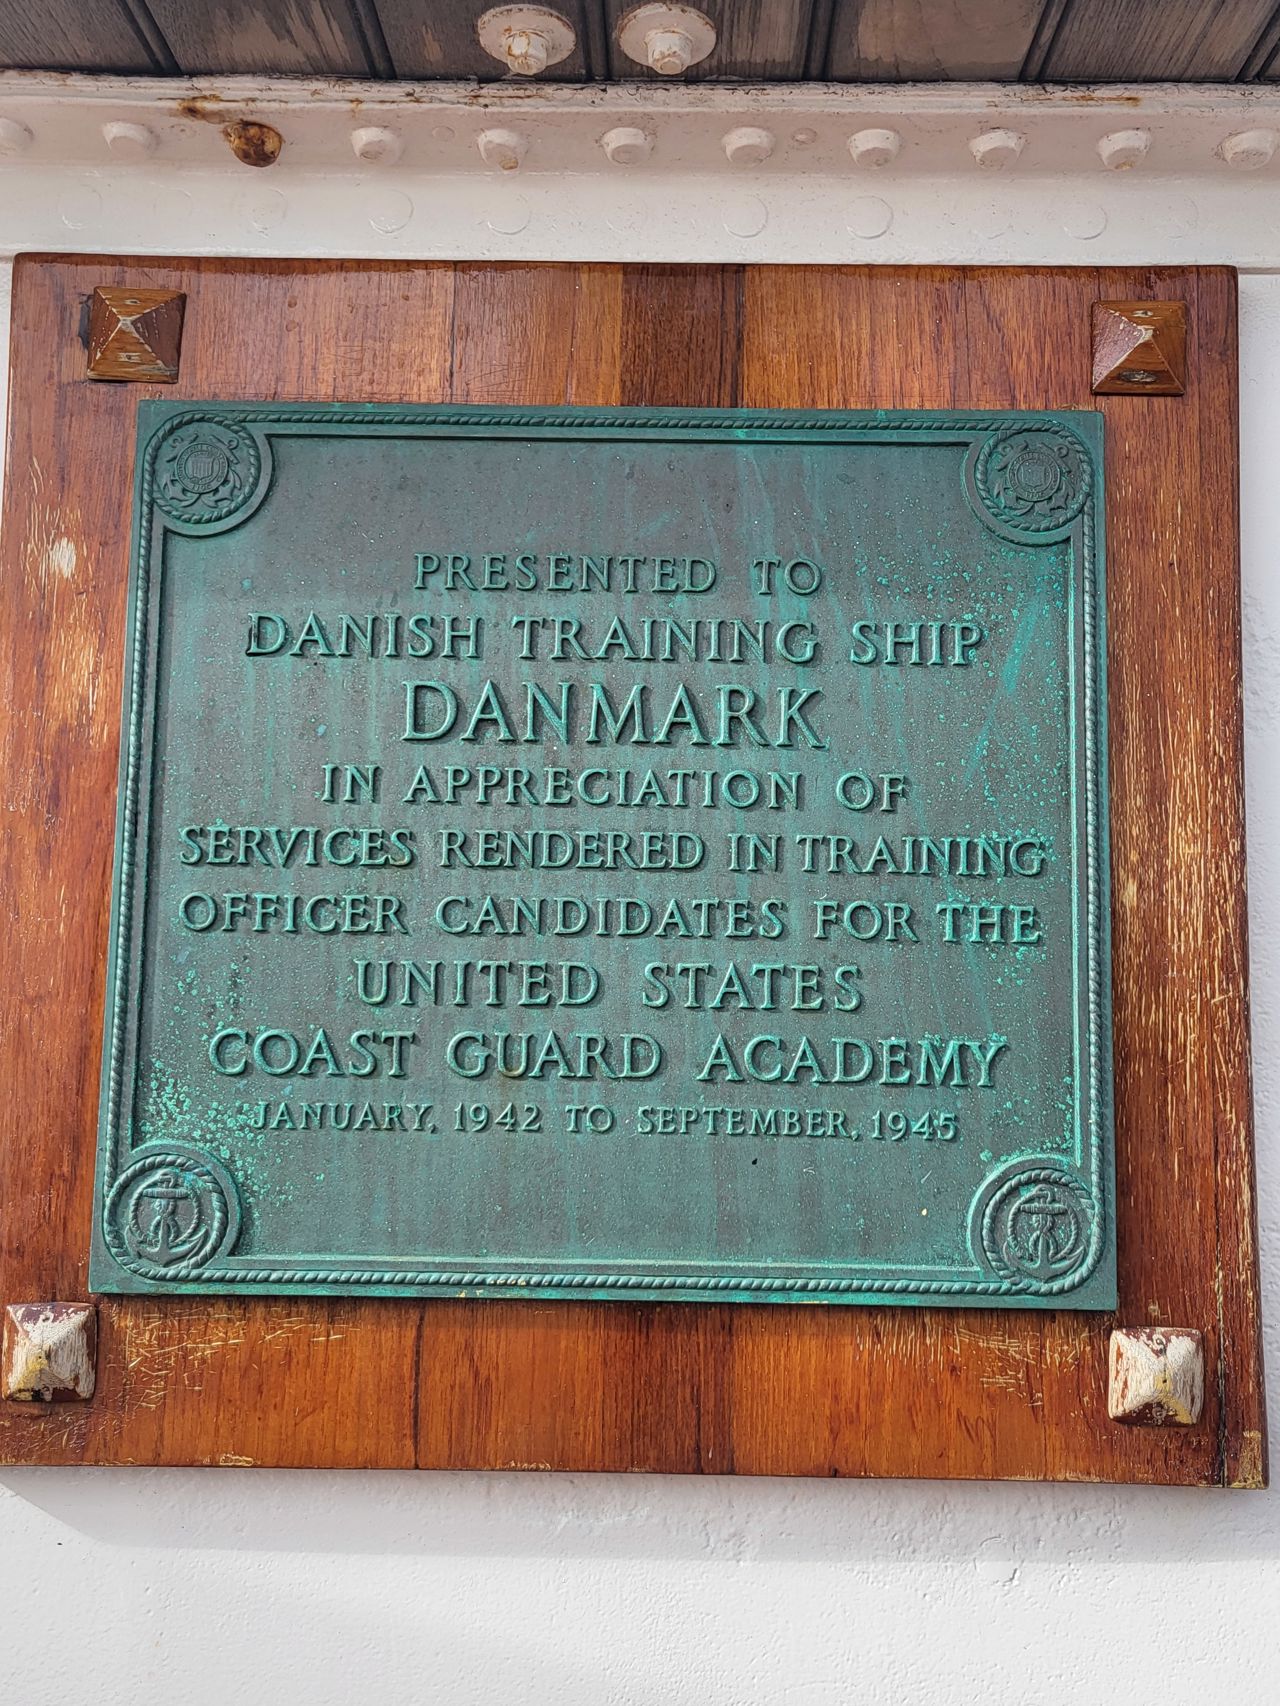 PRESENTED TO
DANISH TRAINING SHIP
DANMARK
IN APPRECIATION OF
SERVICES RENDERED IN TRAINING
OFFICER CANDIDATES FOR THE
UNITED STATES
COAST GUARD ACADEMY
JANUARY, 1942 TO SEPTEMBER, 1945